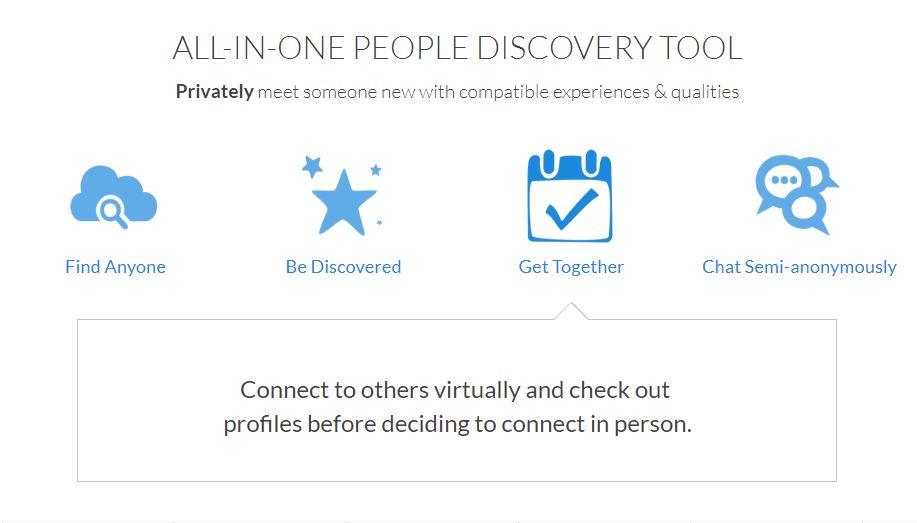 ALL-IN-ONE PEOPLE DISCOVERY TOOL
Privately meet someone new with compatible experiences & qualities
Find Anyone
Be Discovered
Get Together
Chat Semi-anonymously
Connect to others virtually and check out
profiles before deciding to connect in person.